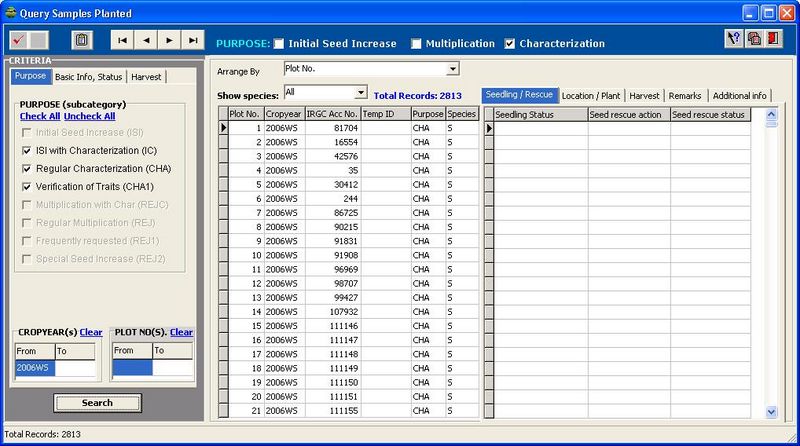 Query Samples Planted
PURPOSE: Initial Seed Increase Multiplication Characterization
CRITERIA
Purpose Basic Info, Status Harvest
PURPOSE (subcategory)
Check All Uncheck All
Initial Seed Increase (ISI)
ISI with Characterization (IC)
Regular Characterization (CHA)
Verification of Traits (CHA1)
Multiplication with Char (REJC)
Regular Multiplication (REJ)
Frequently requested (REJ1)
Special Seed Increase (REJ2)
CROPYEAR(s) Clear PLOT NO(S). Clear
From To From To
2006WS
Search
Arrange By Plot No.
Show species: All Total Records: 2813
Plot No. Cropyear IRGC Acc No. Temp ID Purpose Species
1 2006WS 81704 CHA S
2 2006WS 16554 CHA S
3 2006WS 42576 CHA S
4 2006WS 35 CHA S
5 2006WS 30412 CHA S
6 2006WS 244 CHA S
7 2006WS 86725 CHA S
8 2006WS 90215 CHA S
9 2006WS 91831 CHA S
10 2006WS 91908 CHA S
11 2006WS 96969 CHA S
12 2006WS 98707 CHA S
13 2006WS 99427 CHA S
14 2006WS 107932 CHA S
15 2006WS 111146 CHA S
16 2006WS 111147 CHA S
17 2006WS 111148 CHA S
18 2006WS 111149 CHA S
19 2006WS 111150 CHA S
20 2006WS 111151 CHA S
21 2006WS 111155 CHA S
Seedling / Rescue Location / Plant Harvest Remarks Additional info
Seedling Status Seed rescue action Seed rescue status
Total Records: 2813